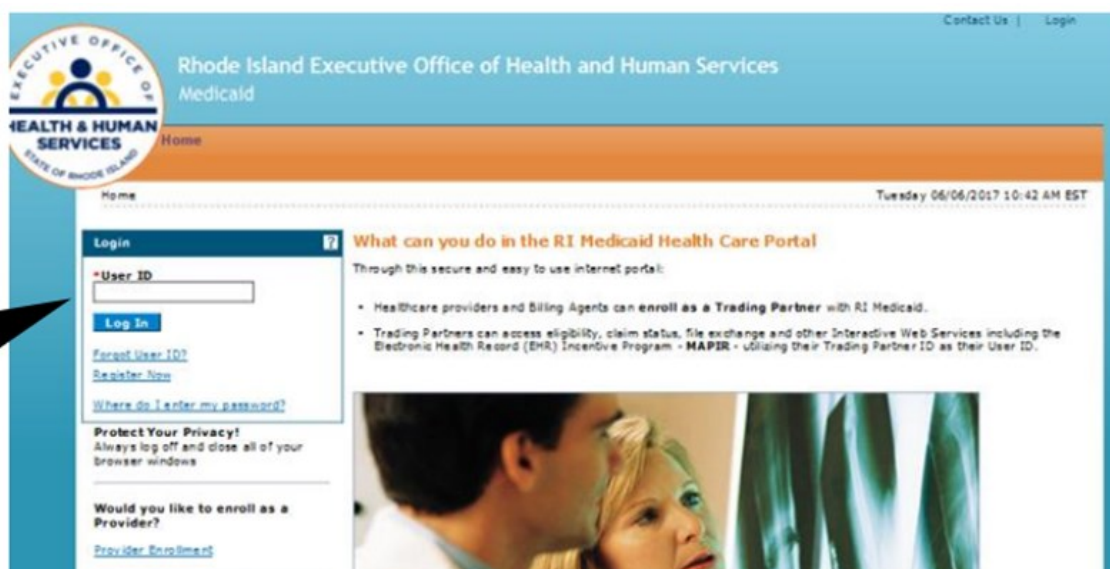 Contact Us | Login
EXECUTIVE OFFICE OF
HEALTH & HUMAN
SERVICES
STATE OF RHODE ISLAND
Rhode Island Executive Office of Health and Human Services
Medicaid
Home
Home
Tuesday 06/06/2017 10:42 AM EST
Login ?
*User ID
Log In
Forgot User ID?
Register Now
Where do I enter my password?
Protect Your Privacy!
Always log off and close all of your
browser windows
Would you like to enroll as a
Provider?
Provider Enrollment
What can you do in the RI Medicaid Health Care Portal
Through this secure and easy to use internet portal:
• Healthcare providers and Billing Agents can enroll as a Trading Partner with RI Medicaid.
• Trading Partners can access eligibility, claim status, file exchange and other Interactive Web Services including the
Electronic Health Record (EHR) Incentive Program - MAPIR - utilizing their Trading Partner ID as their User ID.